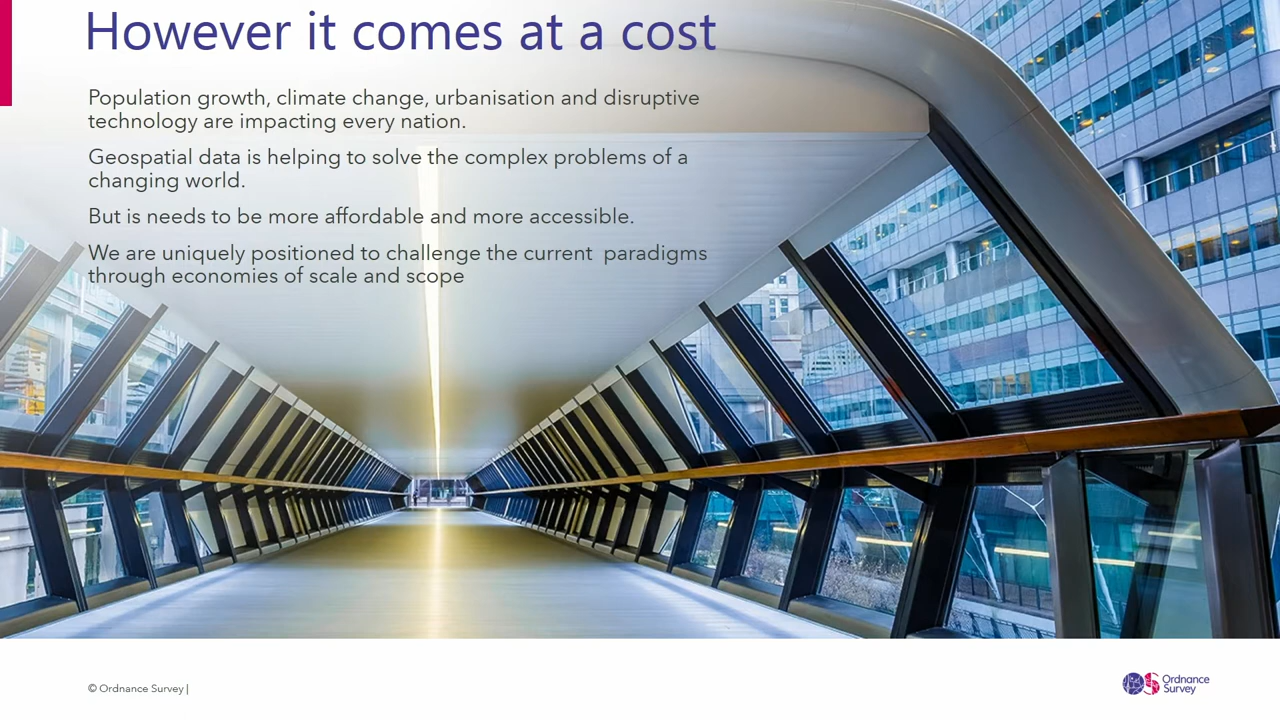 However it comes at a cost
Population growth, climate change, urbanisation and disruptive
technology are impacting every nation.
Geospatial data is helping to solve the complex problems of a
changing world.
But is needs to be more affordable and more accessible.
We are uniquely positioned to challenge the current  paradigms
through economies of scale and scope
© Ordnance Survey |
OS Ordnance
Survey